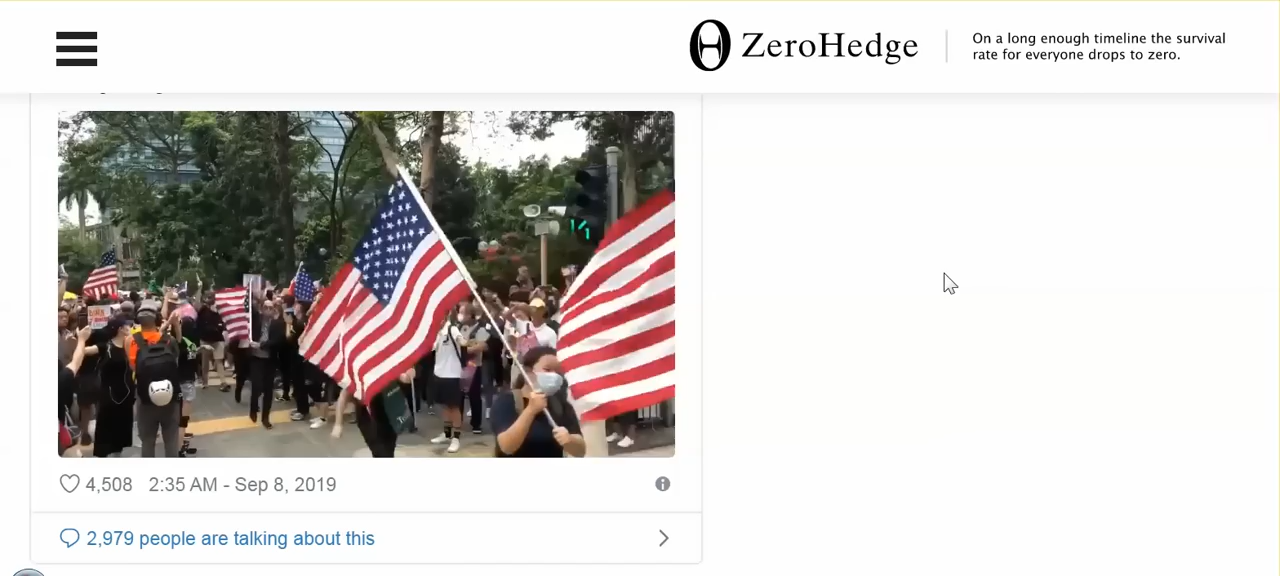 ZeroHedge
On a long enough timeline the survival
rate for everyone drops to zero.
4,508 2:35 AM - Sep 8, 2019
2,979 people are talking about this